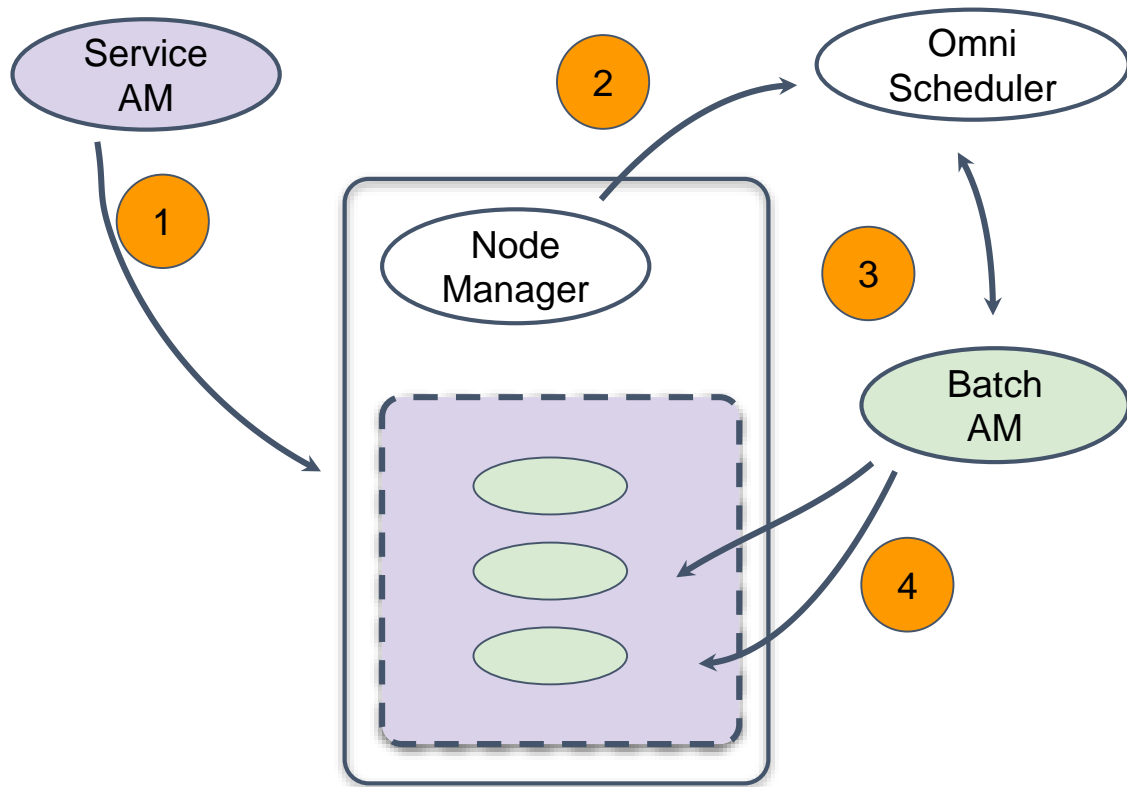 Service
AM
1
2
Omni
Scheduler
Node
Manager
3
Batch
AM
4